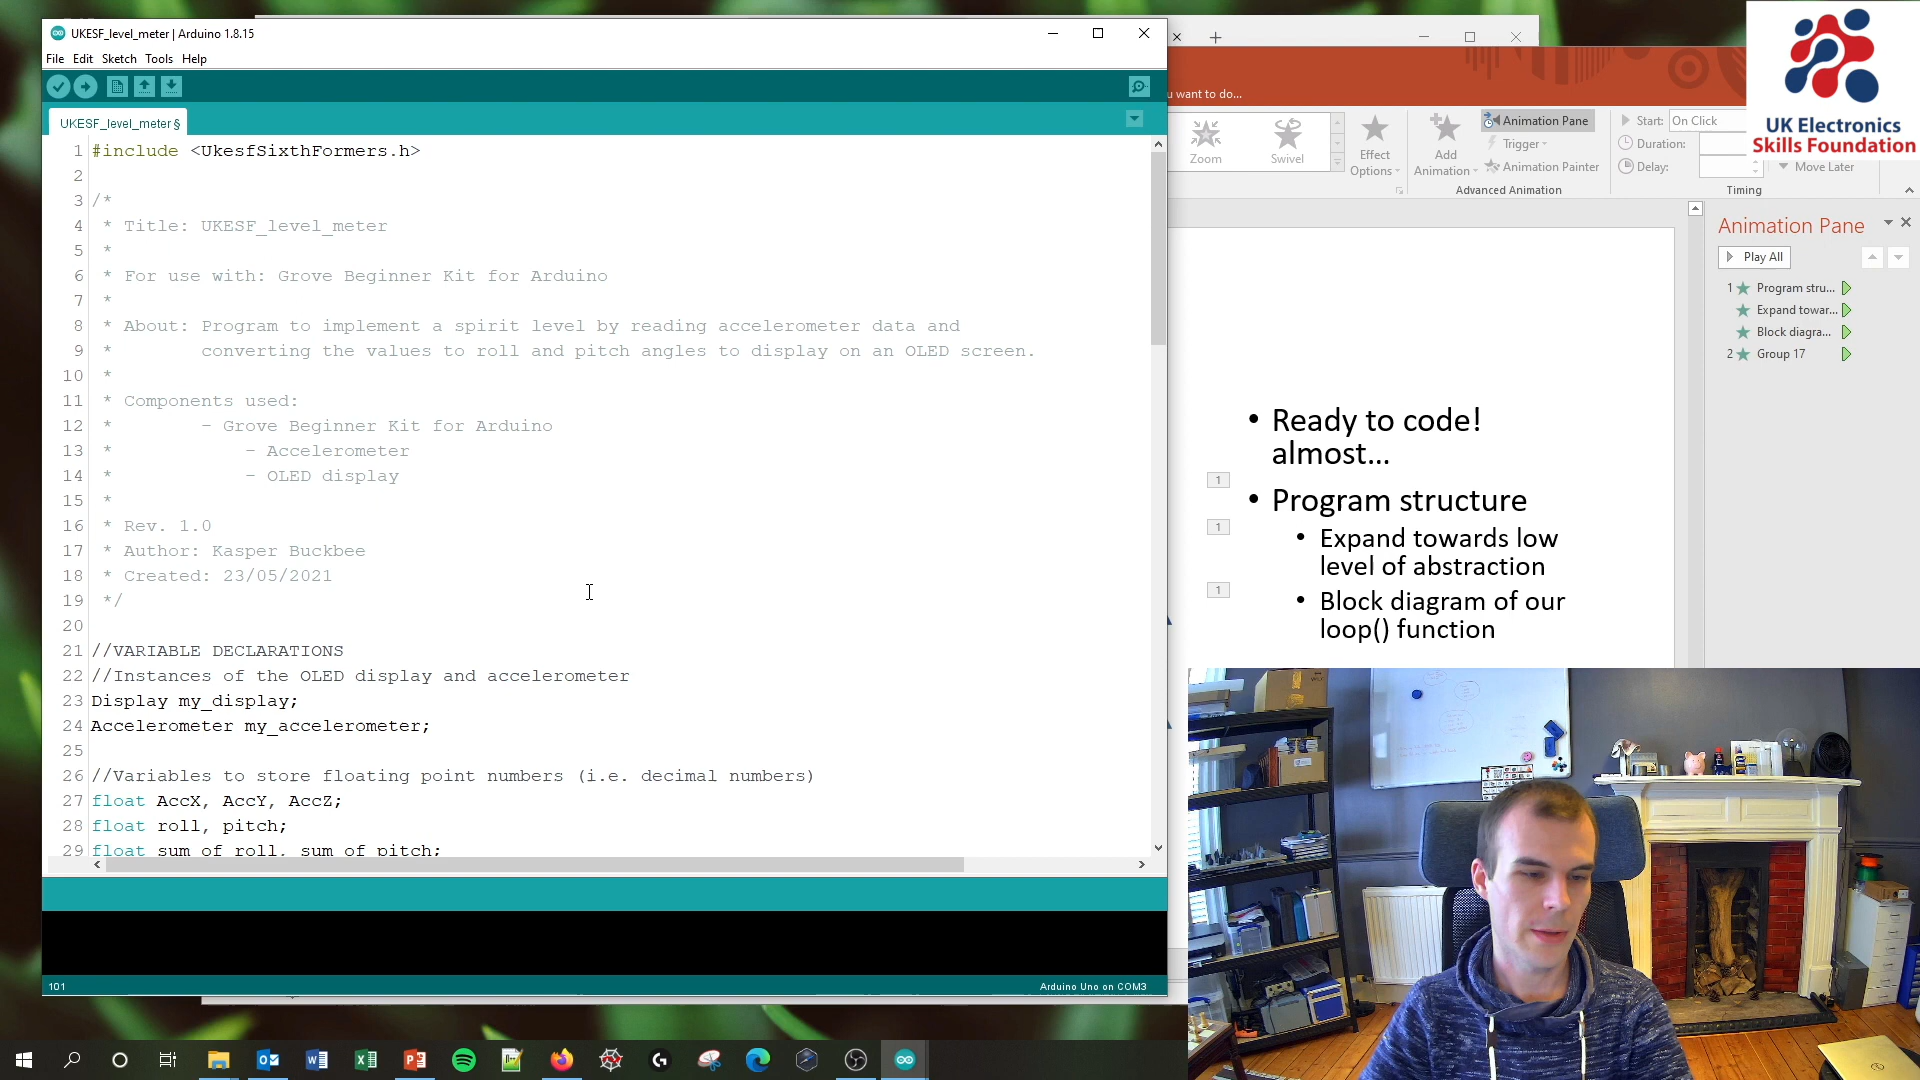 UKESF_level_meter | Arduino 1.8.15
File Edit Sketch Tools Help
UKESF_level_meter §
1 #include <UkesfSixthFormers.h>
2
3 /*
4 * Title: UKESF_level_meter
5 *
6 * For use with: Grove Beginner Kit for Arduino
7 *
8 * About: Program to implement a spirit level by reading accelerometer data and
9 * converting the values to roll and pitch angles to display on an OLED screen.
10 *
11 * Components used:
12 * - Grove Beginner Kit for Arduino
13 * - Accelerometer
14 * - OLED display
15 *
16 * Rev. 1.0
17 * Author: Kasper Buckbee
18 * Created: 23/05/2021
19 */
20
21 //VARIABLE DECLARATIONS
22 //Instances of the OLED display and accelerometer
23 Display my_display;
24 Accelerometer my_accelerometer;
25
26 //Variables to store floating point numbers (i.e. decimal numbers)
27 float AccX, AccY, AccZ;
28 float roll, pitch;
29 float sum_of_roll, sum_of_pitch;
101
Arduino Uno on COM3
u want to do...
Zoom
Swivel
Effect
Options
Add
Animation
Animation Pane
Trigger
Animation Painter
Advanced Animation
Start: On Click
Duration:
Delay:
Move Later
Timing
UK Electronics
Skills Foundation
Animation Pane
Play All
1 Program stru...
Expand towar...
Block diagra...
2 Group 17
• Ready to code!
almost...
1
• Program structure
1
• Expand towards low
level of abstraction
1
• Block diagram of our
loop() function